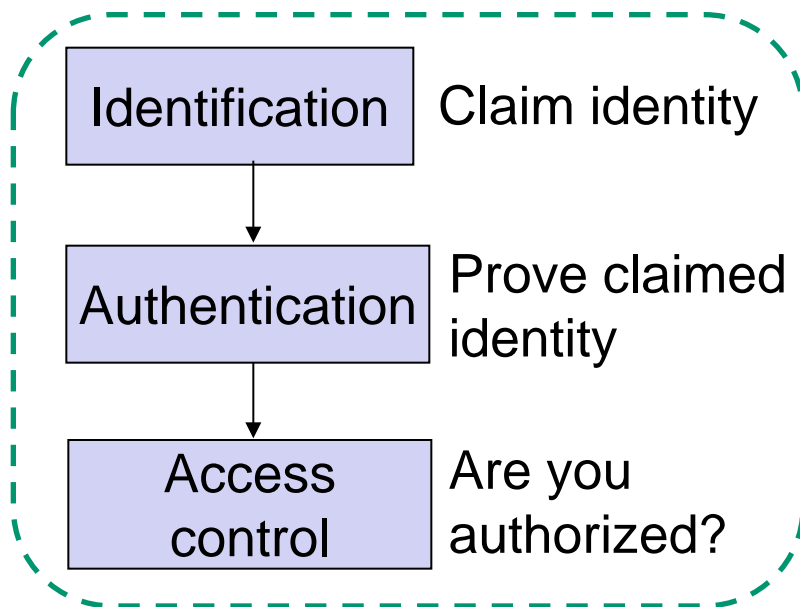 Identification
Claim identity
Authentication
Prove claimed
identity
Access
control
Are you
authorized?